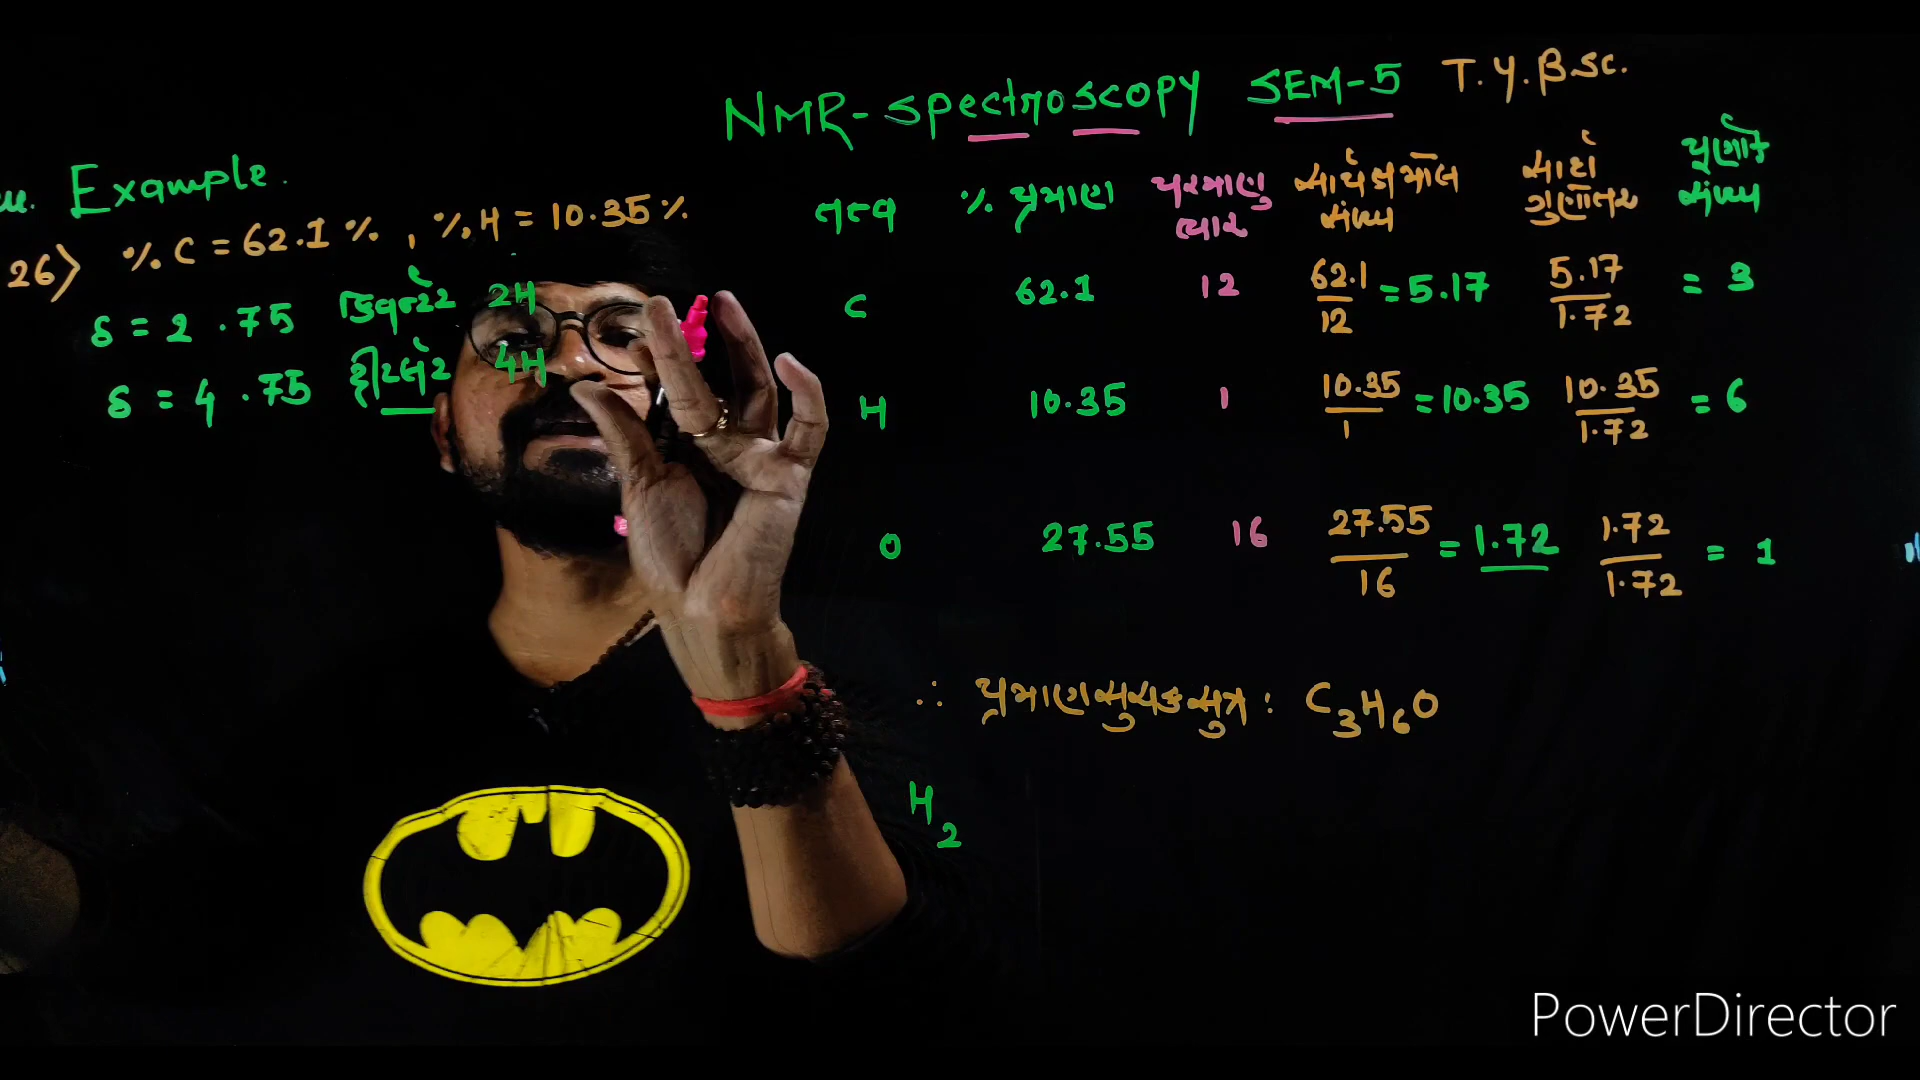 NMR-Spectroscopy SEM-5 T.Y.BSc.
Example.
26) %C = 62.1%, %H = 10.35%
δ = 2.75 ક્વિન્ટેટ 2H
δ = 4.75 ટ્રીપ્લેટ 4H
તત્વ % પ્રમાણ પરમાણુ ભાર સાપેક્ષ મોલ સંખ્યા સાદો ગુણોત્તર પૂર્ણાંક સંખ્યા
C 62.1 12 62.1/12 = 5.17 5.17/1.72 = 3
H 10.35 1 10.35/1 = 10.35 10.35/1.72 = 6
O 27.55 16 27.55/16 = 1.72 1.72/1.72 = 1
∴ પ્રમાણસુચકસુત્ર : C3H6O
H2
PowerDirector